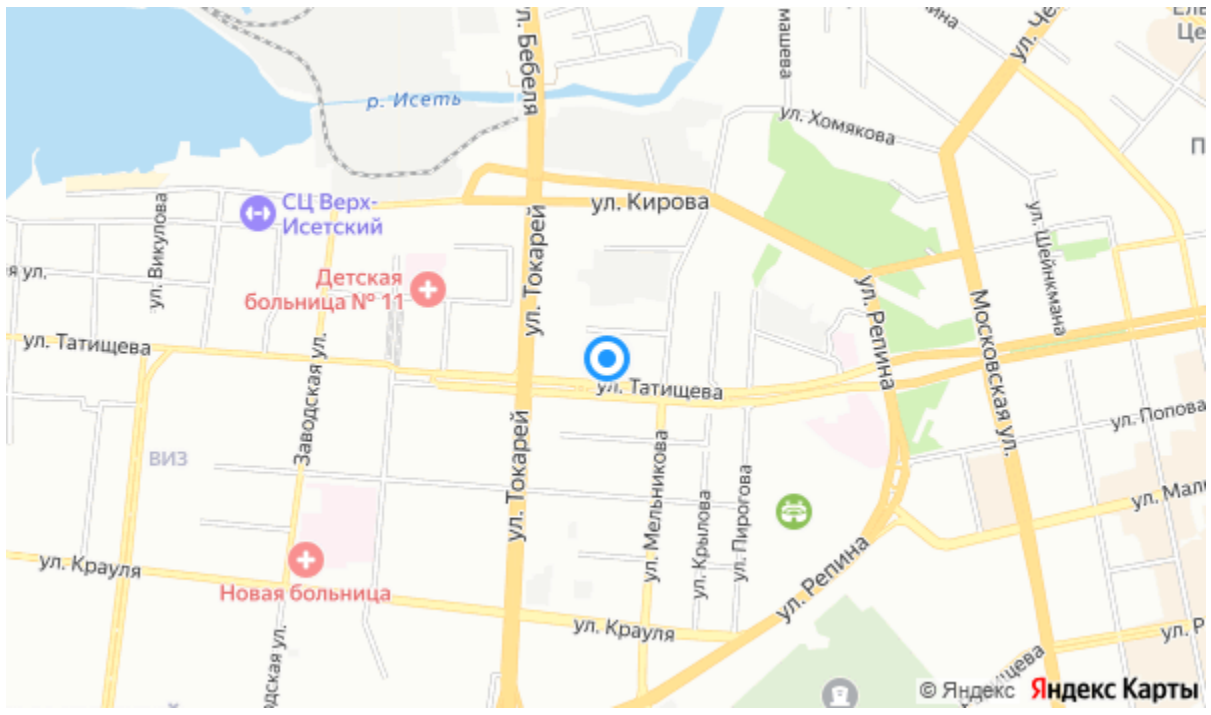 ул. Бебеля
р. Исеть
ул. Хомякова
СЦ Верх-
Исетский
ул. Кирова
ул. Викулова
ул. Токарей
ул. Шейнкмана
Детская
больница № 11
ул. Репина
Московская ул.
ул. Татищева
Заводская ул.
ул. Татищева
ул. Попова
ВИЗ
ул. Токарей
ул. Мельникова
ул. Крылова
ул. Пирогова
ул. Крауля
Новая больница
ул. Репина
ул. Крауля
© Яндекс Яндекс Карты